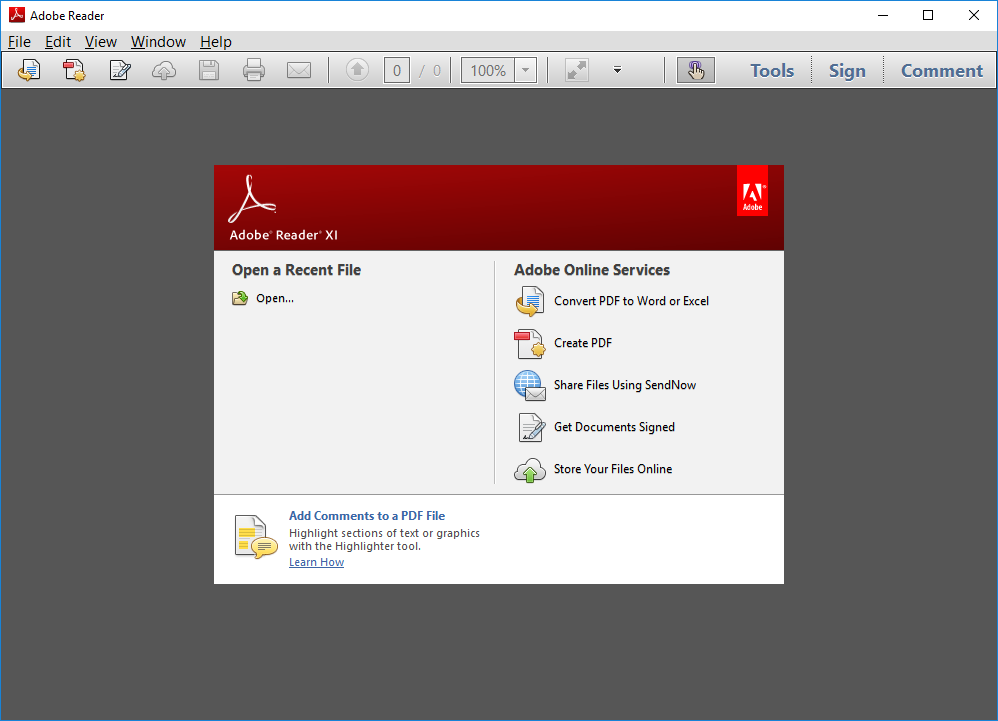 Adobe Reader
File Edit View Window Help
0 / 0 100% Tools Sign Comment
Adobex® Reader® XI
Adobe
Open a Recent File
Open...
Adobe Online Services
Convert PDF to Word or Excel
Create PDF
Share Files Using SendNow
Get Documents Signed
Store Your Files Online
Add Comments to a PDF File
Highlight sections of text or graphics
with the Highlighter tool.
Learn How